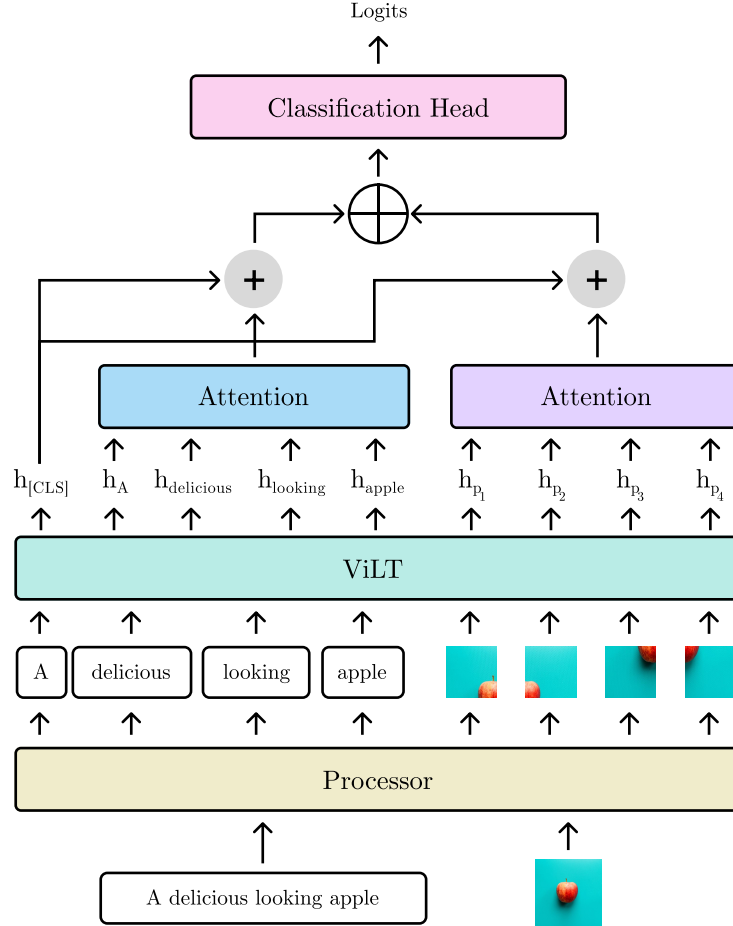 Logits
Classification Head
+ +
Attention Attention
h[CLS] hA hdelicious hlooking happle hp1 hp2 hp3 hp4
ViLT
A delicious looking apple
Processor
A delicious looking apple